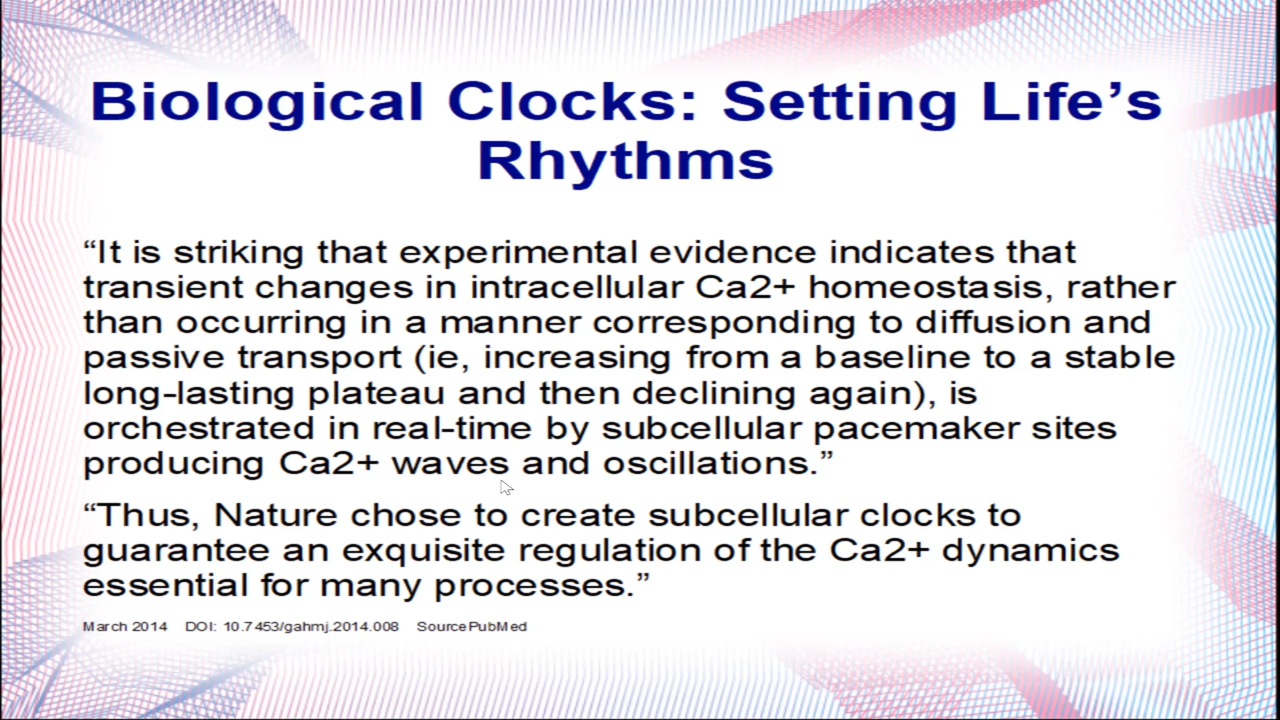 Biological Clocks: Setting Life’s
Rhythms
“It is striking that experimental evidence indicates that
transient changes in intracellular Ca2+ homeostasis, rather
than occurring in a manner corresponding to diffusion and
passive transport (ie, increasing from a baseline to a stable
long-lasting plateau and then declining again), is
orchestrated in real-time by subcellular pacemaker sites
producing Ca2+ waves and oscillations.”
“Thus, Nature chose to create subcellular clocks to
guarantee an exquisite regulation of the Ca2+ dynamics
essential for many processes.”
March 2014 DOI: 10.7453/gahmj.2014.008 Source PubMed